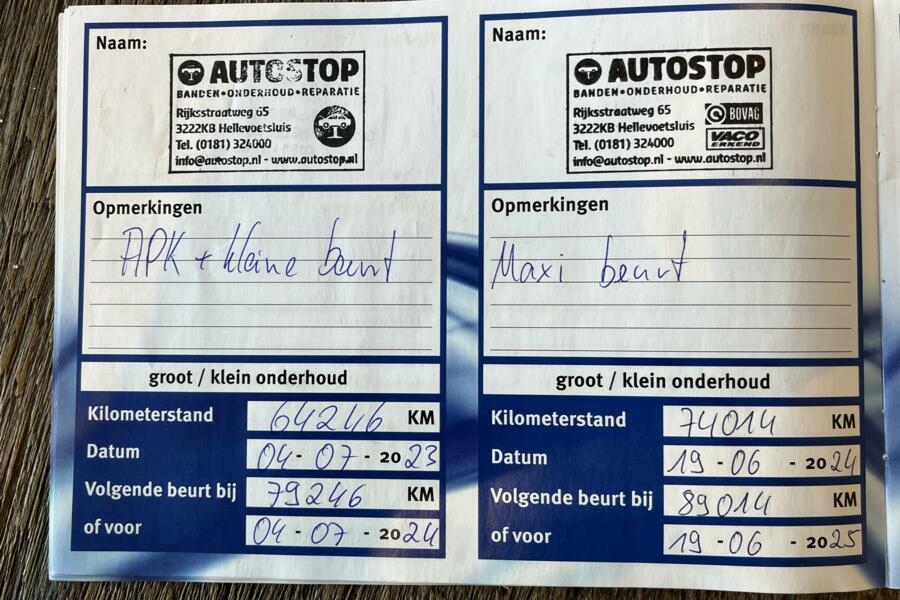 Naam:
AUTOSTOP
BANDEN•ONDERHOUD•REPARATIE
Rijksstraatweg 65
3222KB Hellevoetsluis
Tel. (0181) 324000
info@autostop.nl - www.autostop.nl
Opmerkingen
APK + kleine beurt
groot / klein onderhoud
Kilometerstand 64246 KM
Datum 04 - 07 - 2023
Volgende beurt bij 79246 KM
of voor 04 - 07 - 2024
Naam:
AUTOSTOP
BANDEN•ONDERHOUD•REPARATIE
Rijksstraatweg 65
3222KB Hellevoetsluis
Tel. (0181) 324000
BOVAG
VACO
ERKEND
info@autostop.nl - www.autostop.nl
Opmerkingen
Maxi beurt
groot / klein onderhoud
Kilometerstand 74014 KM
Datum 19 - 06 - 2024
Volgende beurt bij 89014 KM
of voor 19 - 06 - 2025